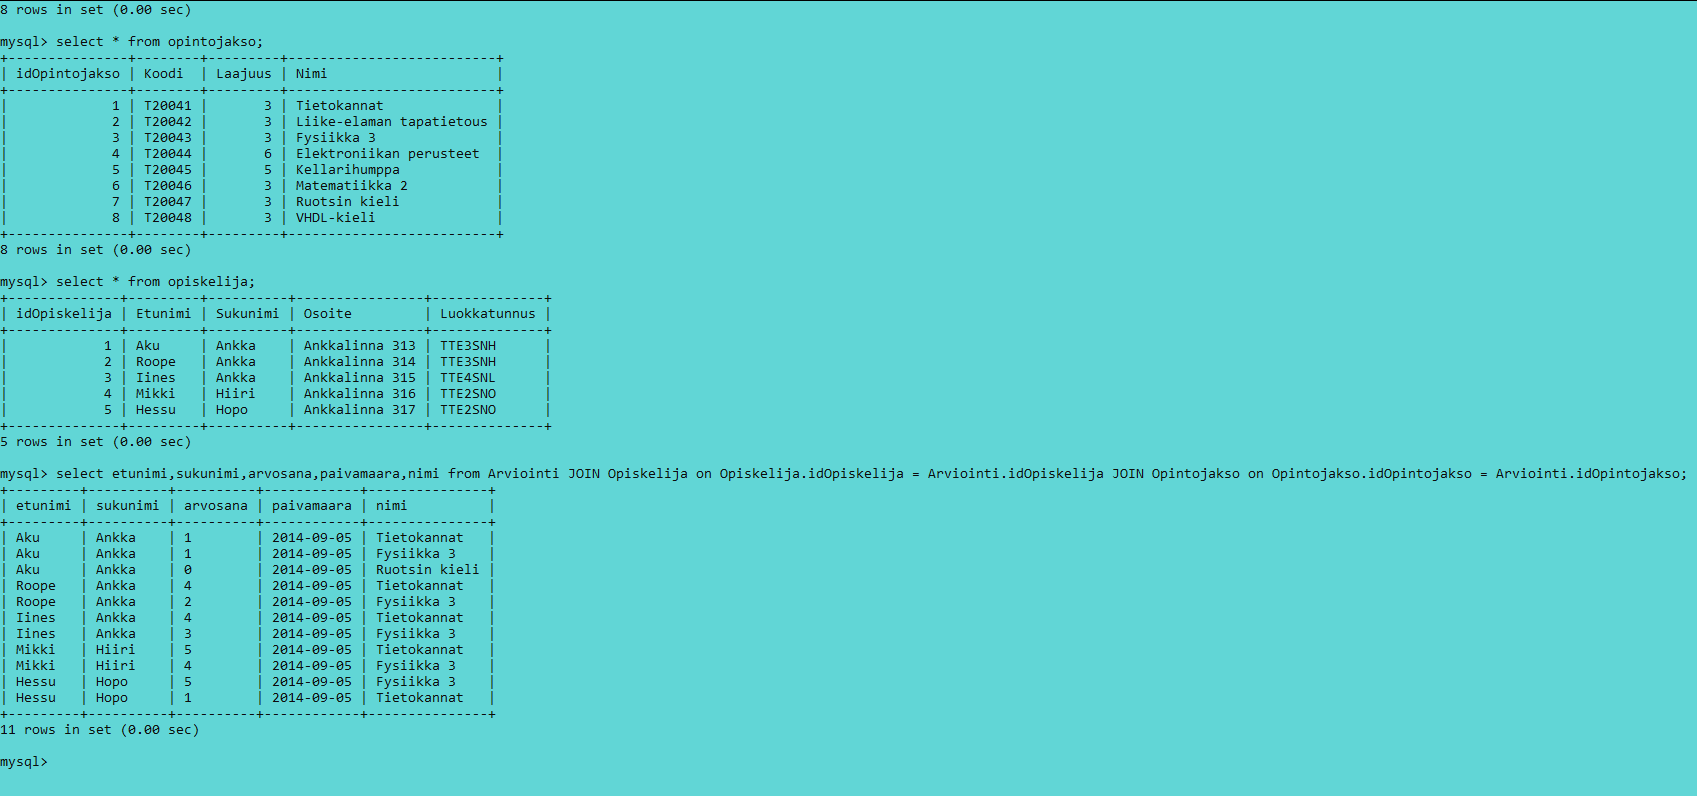 8 rows in set (0.00 sec)
mysql> select * from opintojakso;
+---------------+--------+---------+--------------------------+
| idOpintojakso | Koodi  | Laajuus | Nimi                     |
+---------------+--------+---------+--------------------------+
|             1 | T20041 |       3 | Tietokannat              |
|             2 | T20042 |       3 | Liike-elaman tapatietous |
|             3 | T20043 |       3 | Fysiikka 3               |
|             4 | T20044 |       6 | Elektroniikan perusteet  |
|             5 | T20045 |       5 | Kellarihumppa            |
|             6 | T20046 |       3 | Matematiikka 2           |
|             7 | T20047 |       3 | Ruotsin kieli            |
|             8 | T20048 |       3 | VHDL-kieli               |
+---------------+--------+---------+--------------------------+
8 rows in set (0.00 sec)
mysql> select * from opiskelija;
+--------------+---------+----------+----------------+--------------+
| idOpiskelija | Etunimi | Sukunimi | Osoite         | Luokkatunnus |
+--------------+---------+----------+----------------+--------------+
|            1 | Aku     | Ankka    | Ankkalinna 313 | TTE3SNH      |
|            2 | Roope   | Ankka    | Ankkalinna 314 | TTE3SNH      |
|            3 | Iines   | Ankka    | Ankkalinna 315 | TTE4SNL      |
|            4 | Mikki   | Hiiri    | Ankkalinna 316 | TTE2SNO      |
|            5 | Hessu   | Hopo     | Ankkalinna 317 | TTE2SNO      |
+--------------+---------+----------+----------------+--------------+
5 rows in set (0.00 sec)
mysql> select etunimi,sukunimi,arvosana,paivamaara,nimi from Arviointi JOIN Opiskelija on Opiskelija.idOpiskelija = Arviointi.idOpiskelija JOIN Opintojakso on Opintojakso.idOpintojakso = Arviointi.idOpintojakso;
+---------+----------+----------+------------+---------------+
| etunimi | sukunimi | arvosana | paivamaara | nimi          |
+---------+----------+----------+------------+---------------+
| Aku     | Ankka    | 1        | 2014-09-05 | Tietokannat   |
| Aku     | Ankka    | 1        | 2014-09-05 | Fysiikka 3    |
| Aku     | Ankka    | 0        | 2014-09-05 | Ruotsin kieli |
| Roope   | Ankka    | 4        | 2014-09-05 | Tietokannat   |
| Roope   | Ankka    | 2        | 2014-09-05 | Fysiikka 3    |
| Iines   | Ankka    | 4        | 2014-09-05 | Tietokannat   |
| Iines   | Ankka    | 3        | 2014-09-05 | Fysiikka 3    |
| Mikki   | Hiiri    | 5        | 2014-09-05 | Tietokannat   |
| Mikki   | Hiiri    | 4        | 2014-09-05 | Fysiikka 3    |
| Hessu   | Hopo     | 5        | 2014-09-05 | Fysiikka 3    |
| Hessu   | Hopo     | 1        | 2014-09-05 | Tietokannat   |
+---------+----------+----------+------------+---------------+
11 rows in set (0.00 sec)
mysql>